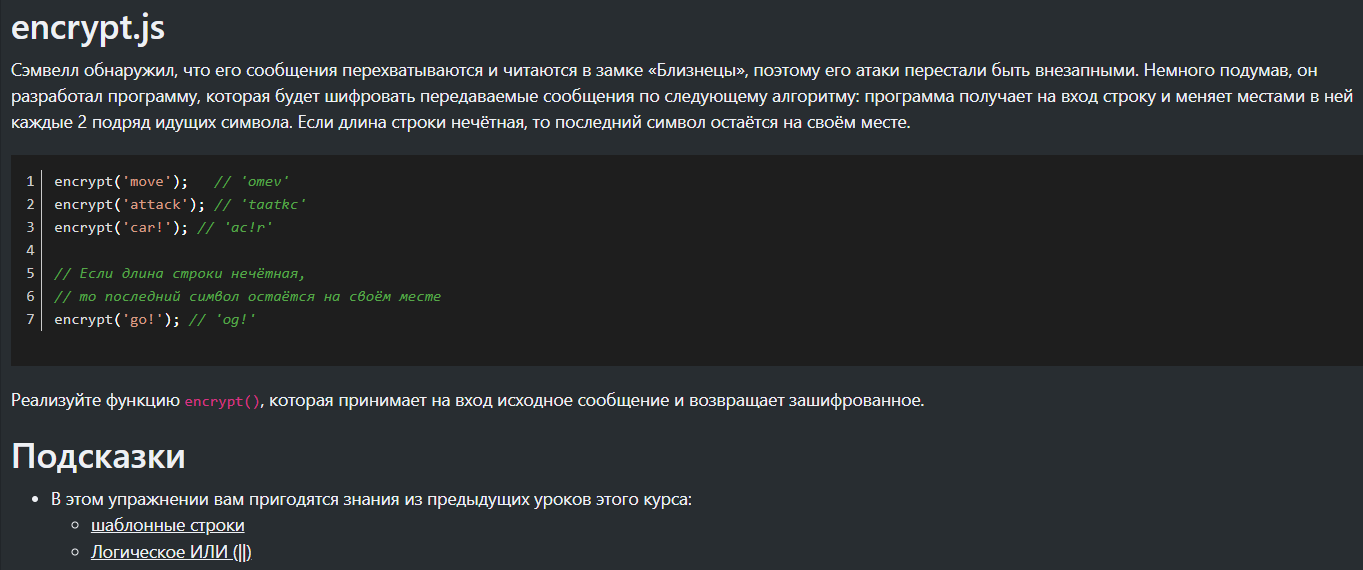 encrypt.js
Сэмвелл обнаружил, что его сообщения перехватываются и читаются в замке «Близнецы», поэтому его атаки перестали быть внезапными. Немного подумав, он
разработал программу, которая будет шифровать передаваемые сообщения по следующему алгоритму: программа получает на вход строку и меняет местами в ней
каждые 2 подряд идущих символа. Если длина строки нечётная, то последний символ остаётся на своём месте.
1 encrypt('move');   // 'omev'
2 encrypt('attack'); // 'taatkc'
3 encrypt('car!'); // 'ac!r'
4
5 // Если длина строки нечётная,
6 // то последний символ остаётся на своём месте
7 encrypt('go!'); // 'og!'
Реализуйте функцию encrypt(), которая принимает на вход исходное сообщение и возвращает зашифрованное.
Подсказки
• В этом упражнении вам пригодятся знания из предыдущих уроков этого курса:
○ шаблонные строки
○ Логическое ИЛИ (||)